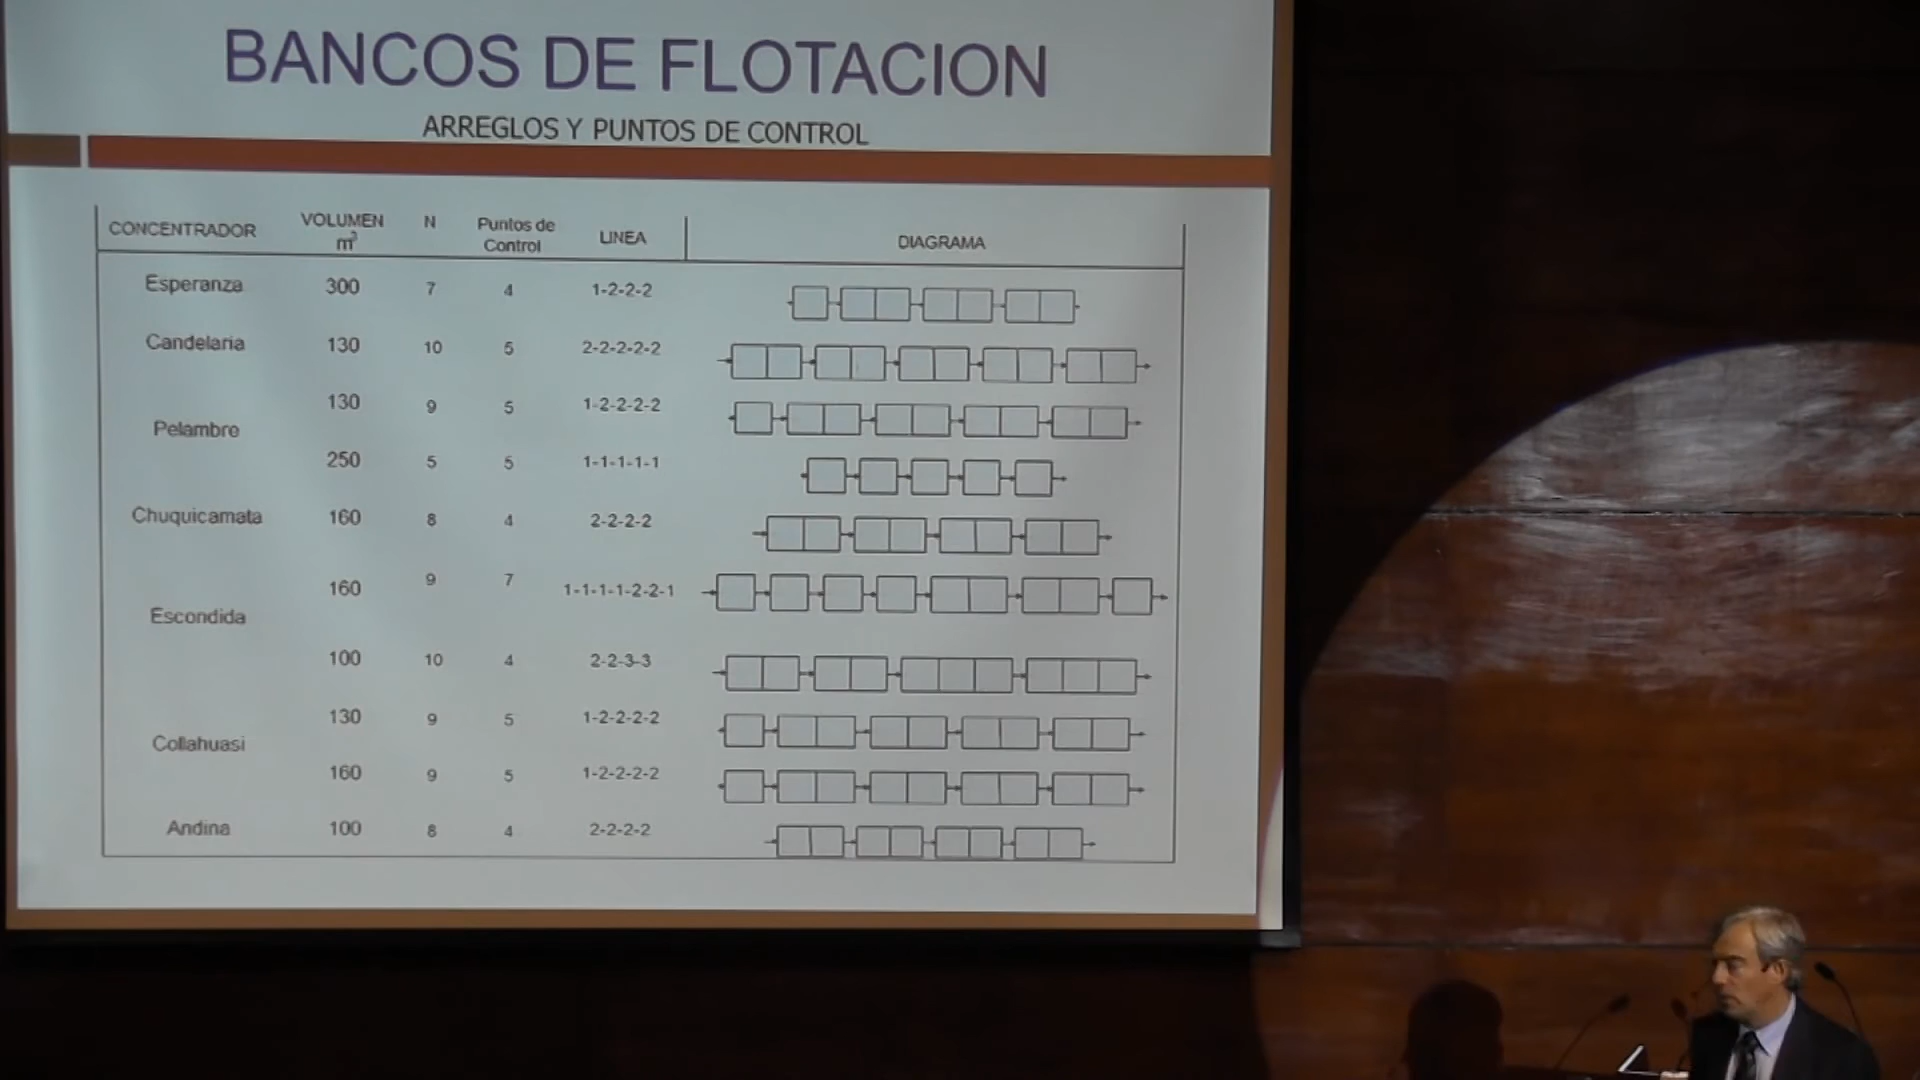 BANCOS DE FLOTACION
ARREGLOS Y PUNTOS DE CONTROL
CONCENTRADOR VOLUMEN m³ N Puntos de Control LINEA DIAGRAMA
Esperanza 300 7 4 1-2-2-2
Candelaria 130 10 5 2-2-2-2-2
130 9 5 1-2-2-2-2
Pelambre
250 5 5 1-1-1-1-1
Chuquicamata 160 8 4 2-2-2-2
160 9 7 1-1-1-1-2-2-1
Escondida
100 10 4 2-2-3-3
130 9 5 1-2-2-2-2
Collahuasi
160 9 5 1-2-2-2-2
Andina 100 8 4 2-2-2-2